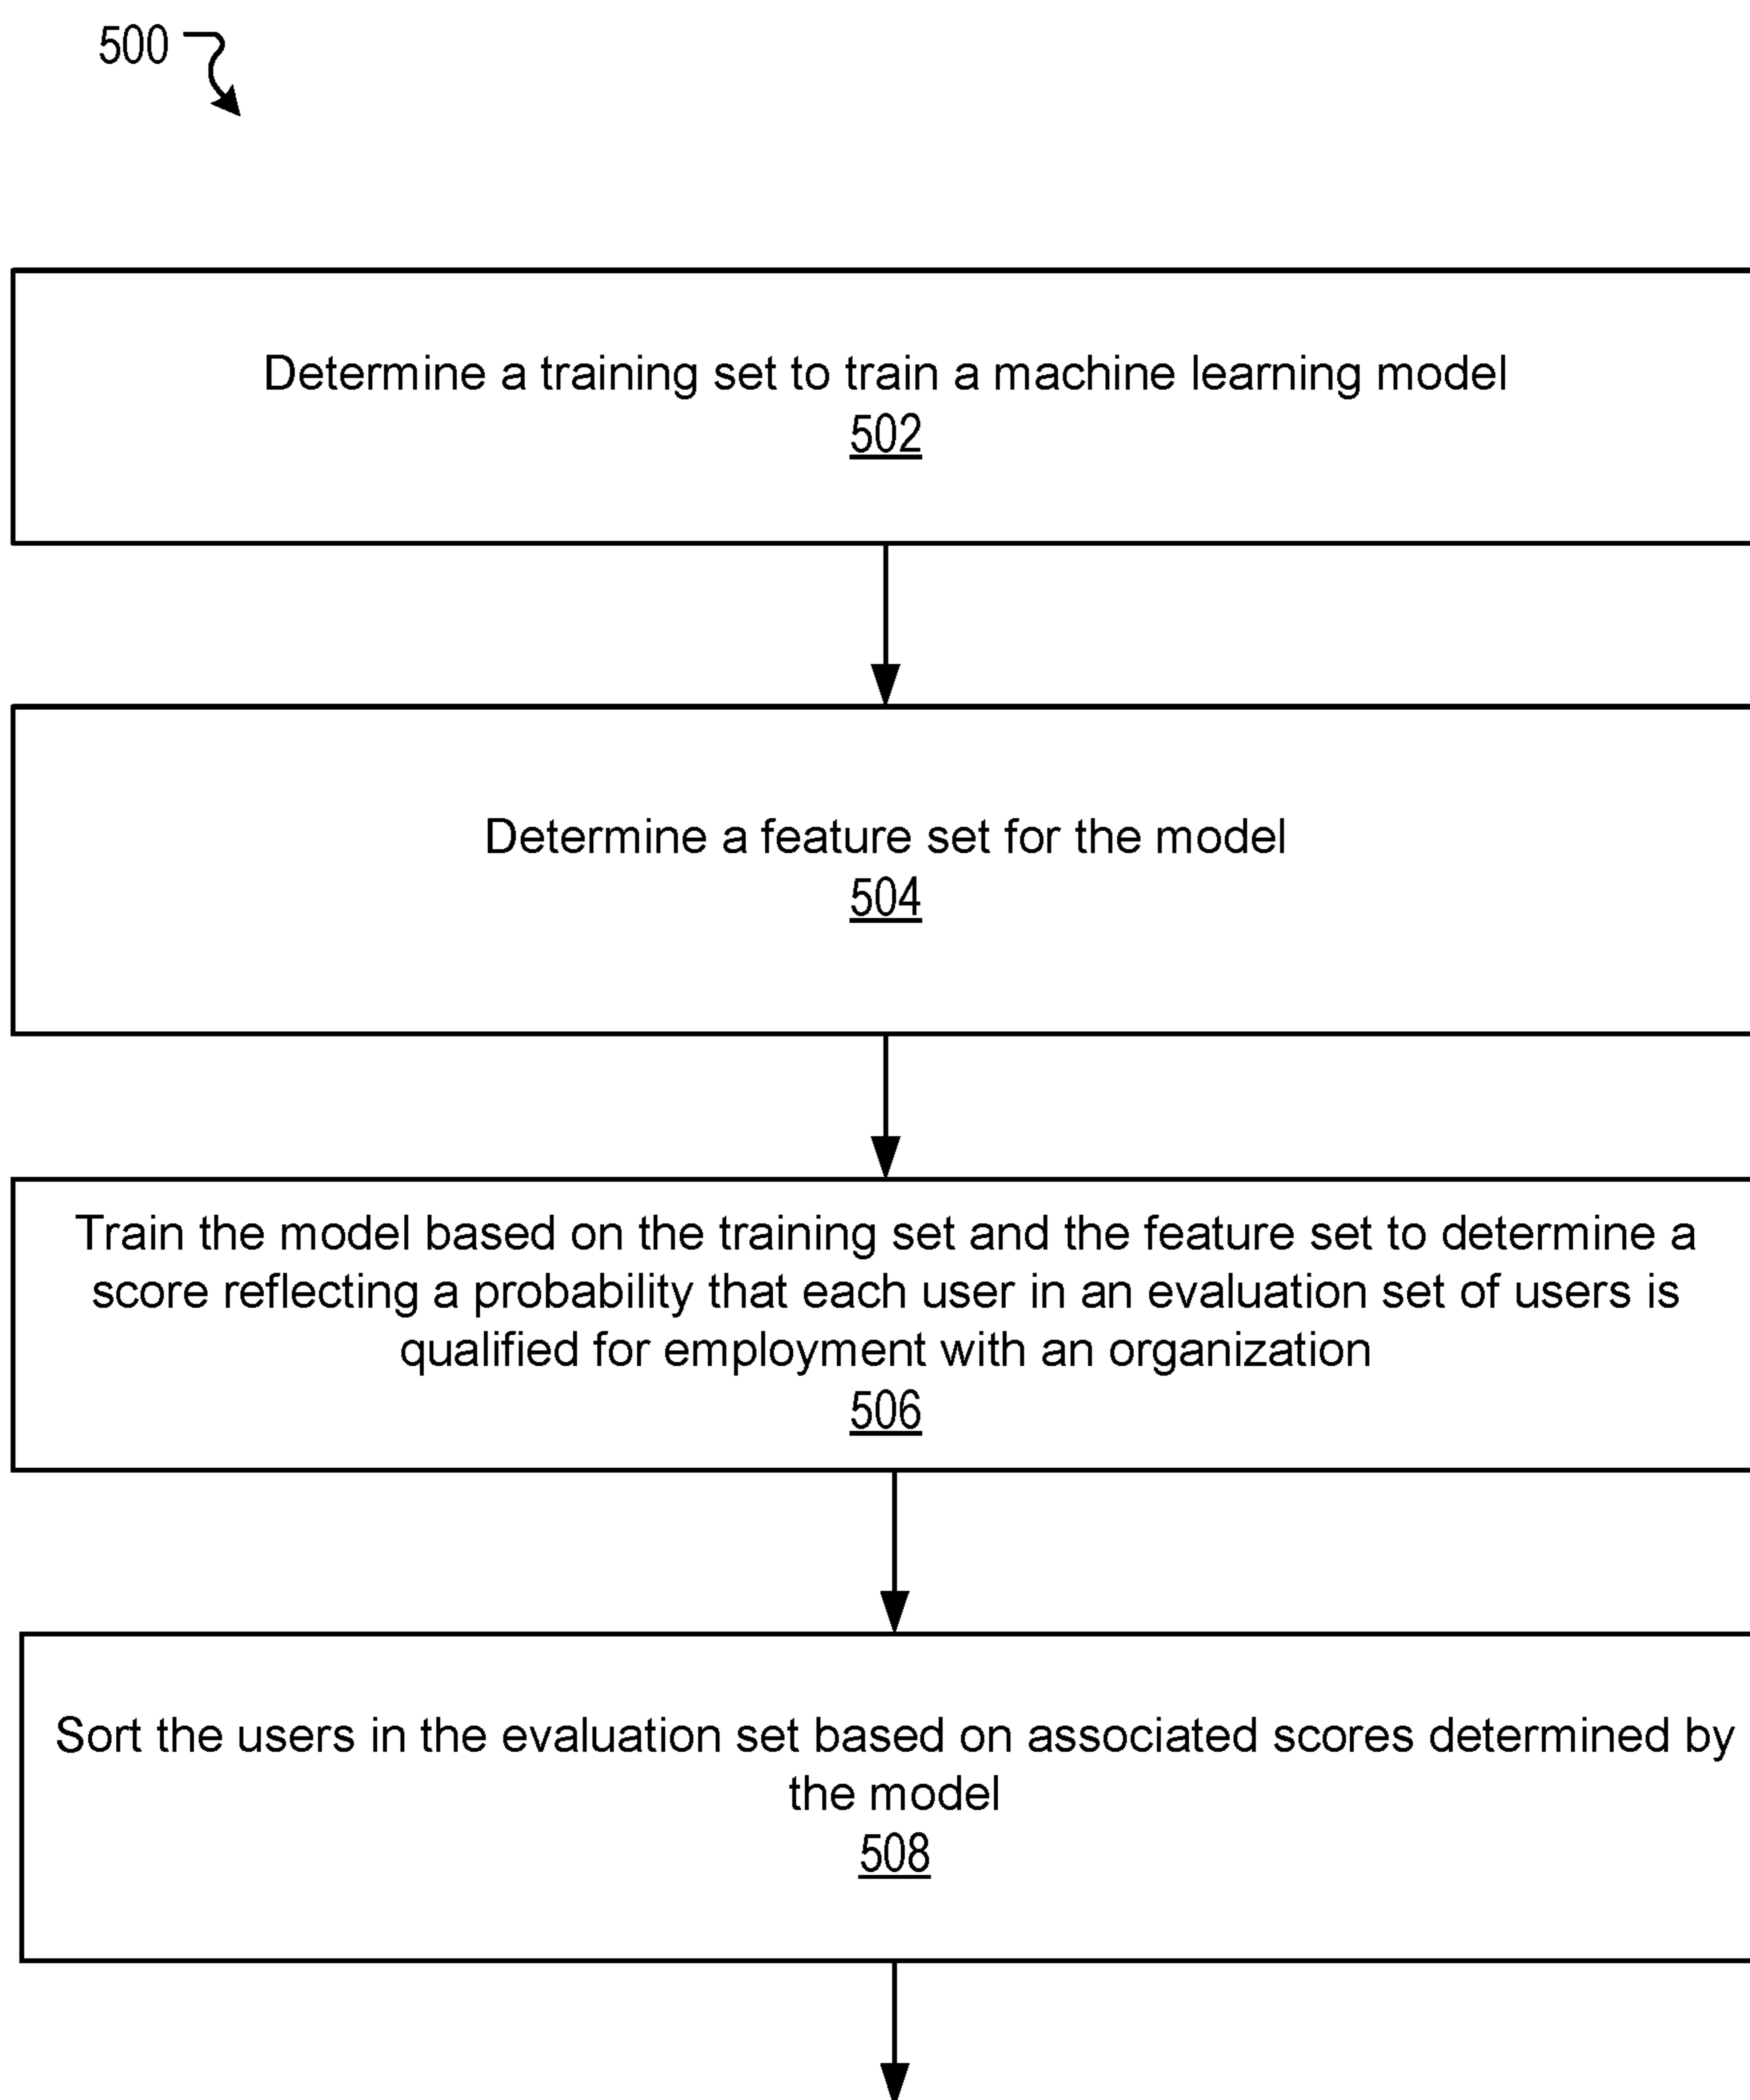 500
Determine a training set to train a machine learning model
502
Determine a feature set for the model
504
Train the model based on the training set and the feature set to determine a
score reflecting a probability that each user in an evaluation set of users is
qualified for employment with an organization
506
Sort the users in the evaluation set based on associated scores determined by
the model
508